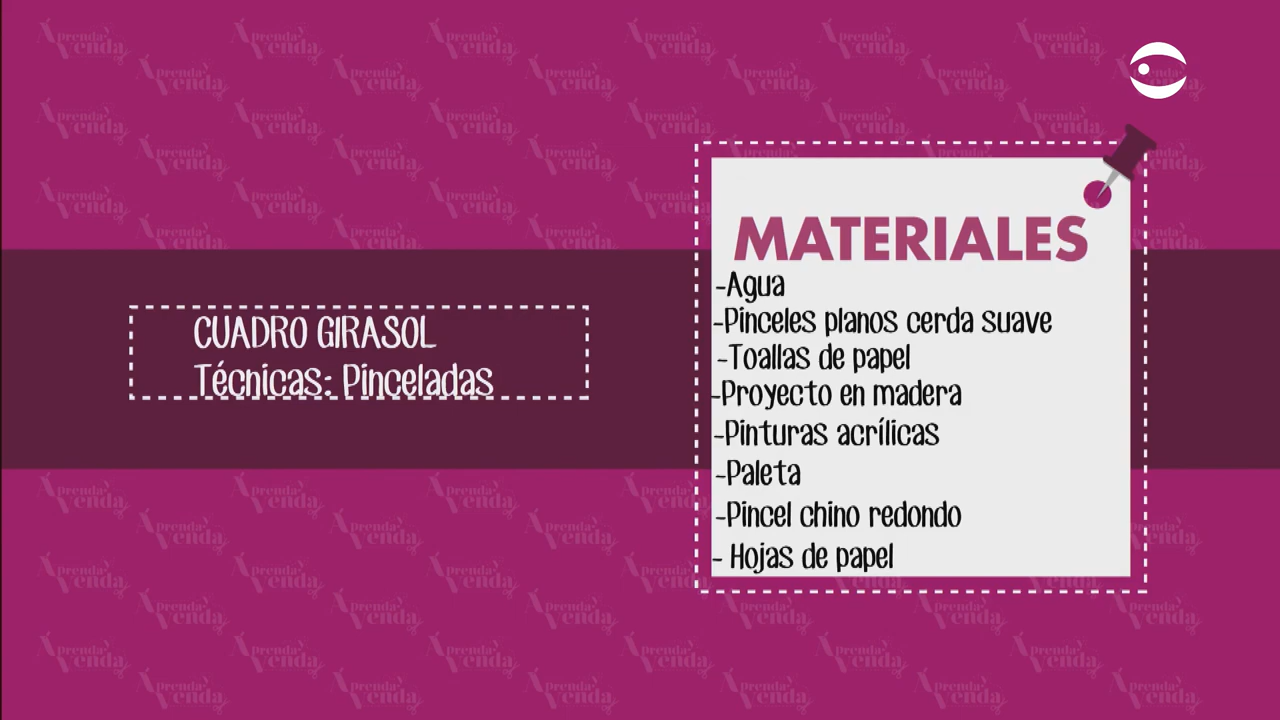 CUADRO GIRASOL
Técnicas: Pinceladas
MATERIALES
-Agua
-Pinceles planos cerda suave
-Toallas de papel
-Proyecto en madera
-Pinturas acrílicas
-Paleta
-Pincel chino redondo
- Hojas de papel